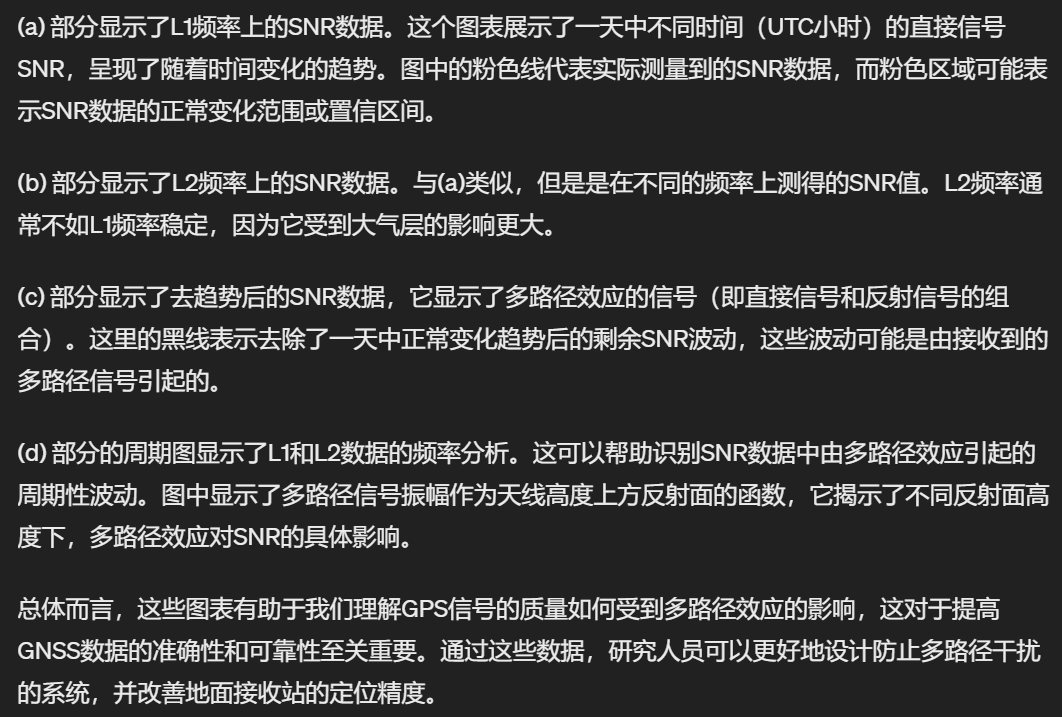 (a) 部分显示了L1频率上的SNR数据。这个图表展示了一天中不同时间（UTC小时）的直接信号
SNR，呈现了随着时间变化的趋势。图中的粉色线代表实际测量到的SNR数据，而粉色区域可能表
示SNR数据的正常变化范围或置信区间。
(b) 部分显示了L2频率上的SNR数据。与(a)类似，但是是在不同的频率上测得的SNR值。L2频率通
常不如L1频率稳定，因为它受到大气层的影响更大。
(c) 部分显示了去趋势后的SNR数据，它显示了多路径效应的信号（即直接信号和反射信号的组
合）。这里的黑线表示去除了一天中正常变化趋势后的剩余SNR波动，这些波动可能是由接收到的
多路径信号引起的。
(d) 部分的周期图显示了L1和L2数据的频率分析。这可以帮助识别SNR数据中由多路径效应引起的
周期性波动。图中显示了多路径信号振幅作为天线高度上方反射面的函数，它揭示了不同反射面高
度下，多路径效应对SNR的具体影响。
总体而言，这些图表有助于我们理解GPS信号的质量如何受到多路径效应的影响，这对于提高
GNSS数据的准确性和可靠性至关重要。通过这些数据，研究人员可以更好地设计防止多路径干扰
的系统，并改善地面接收站的定位精度。